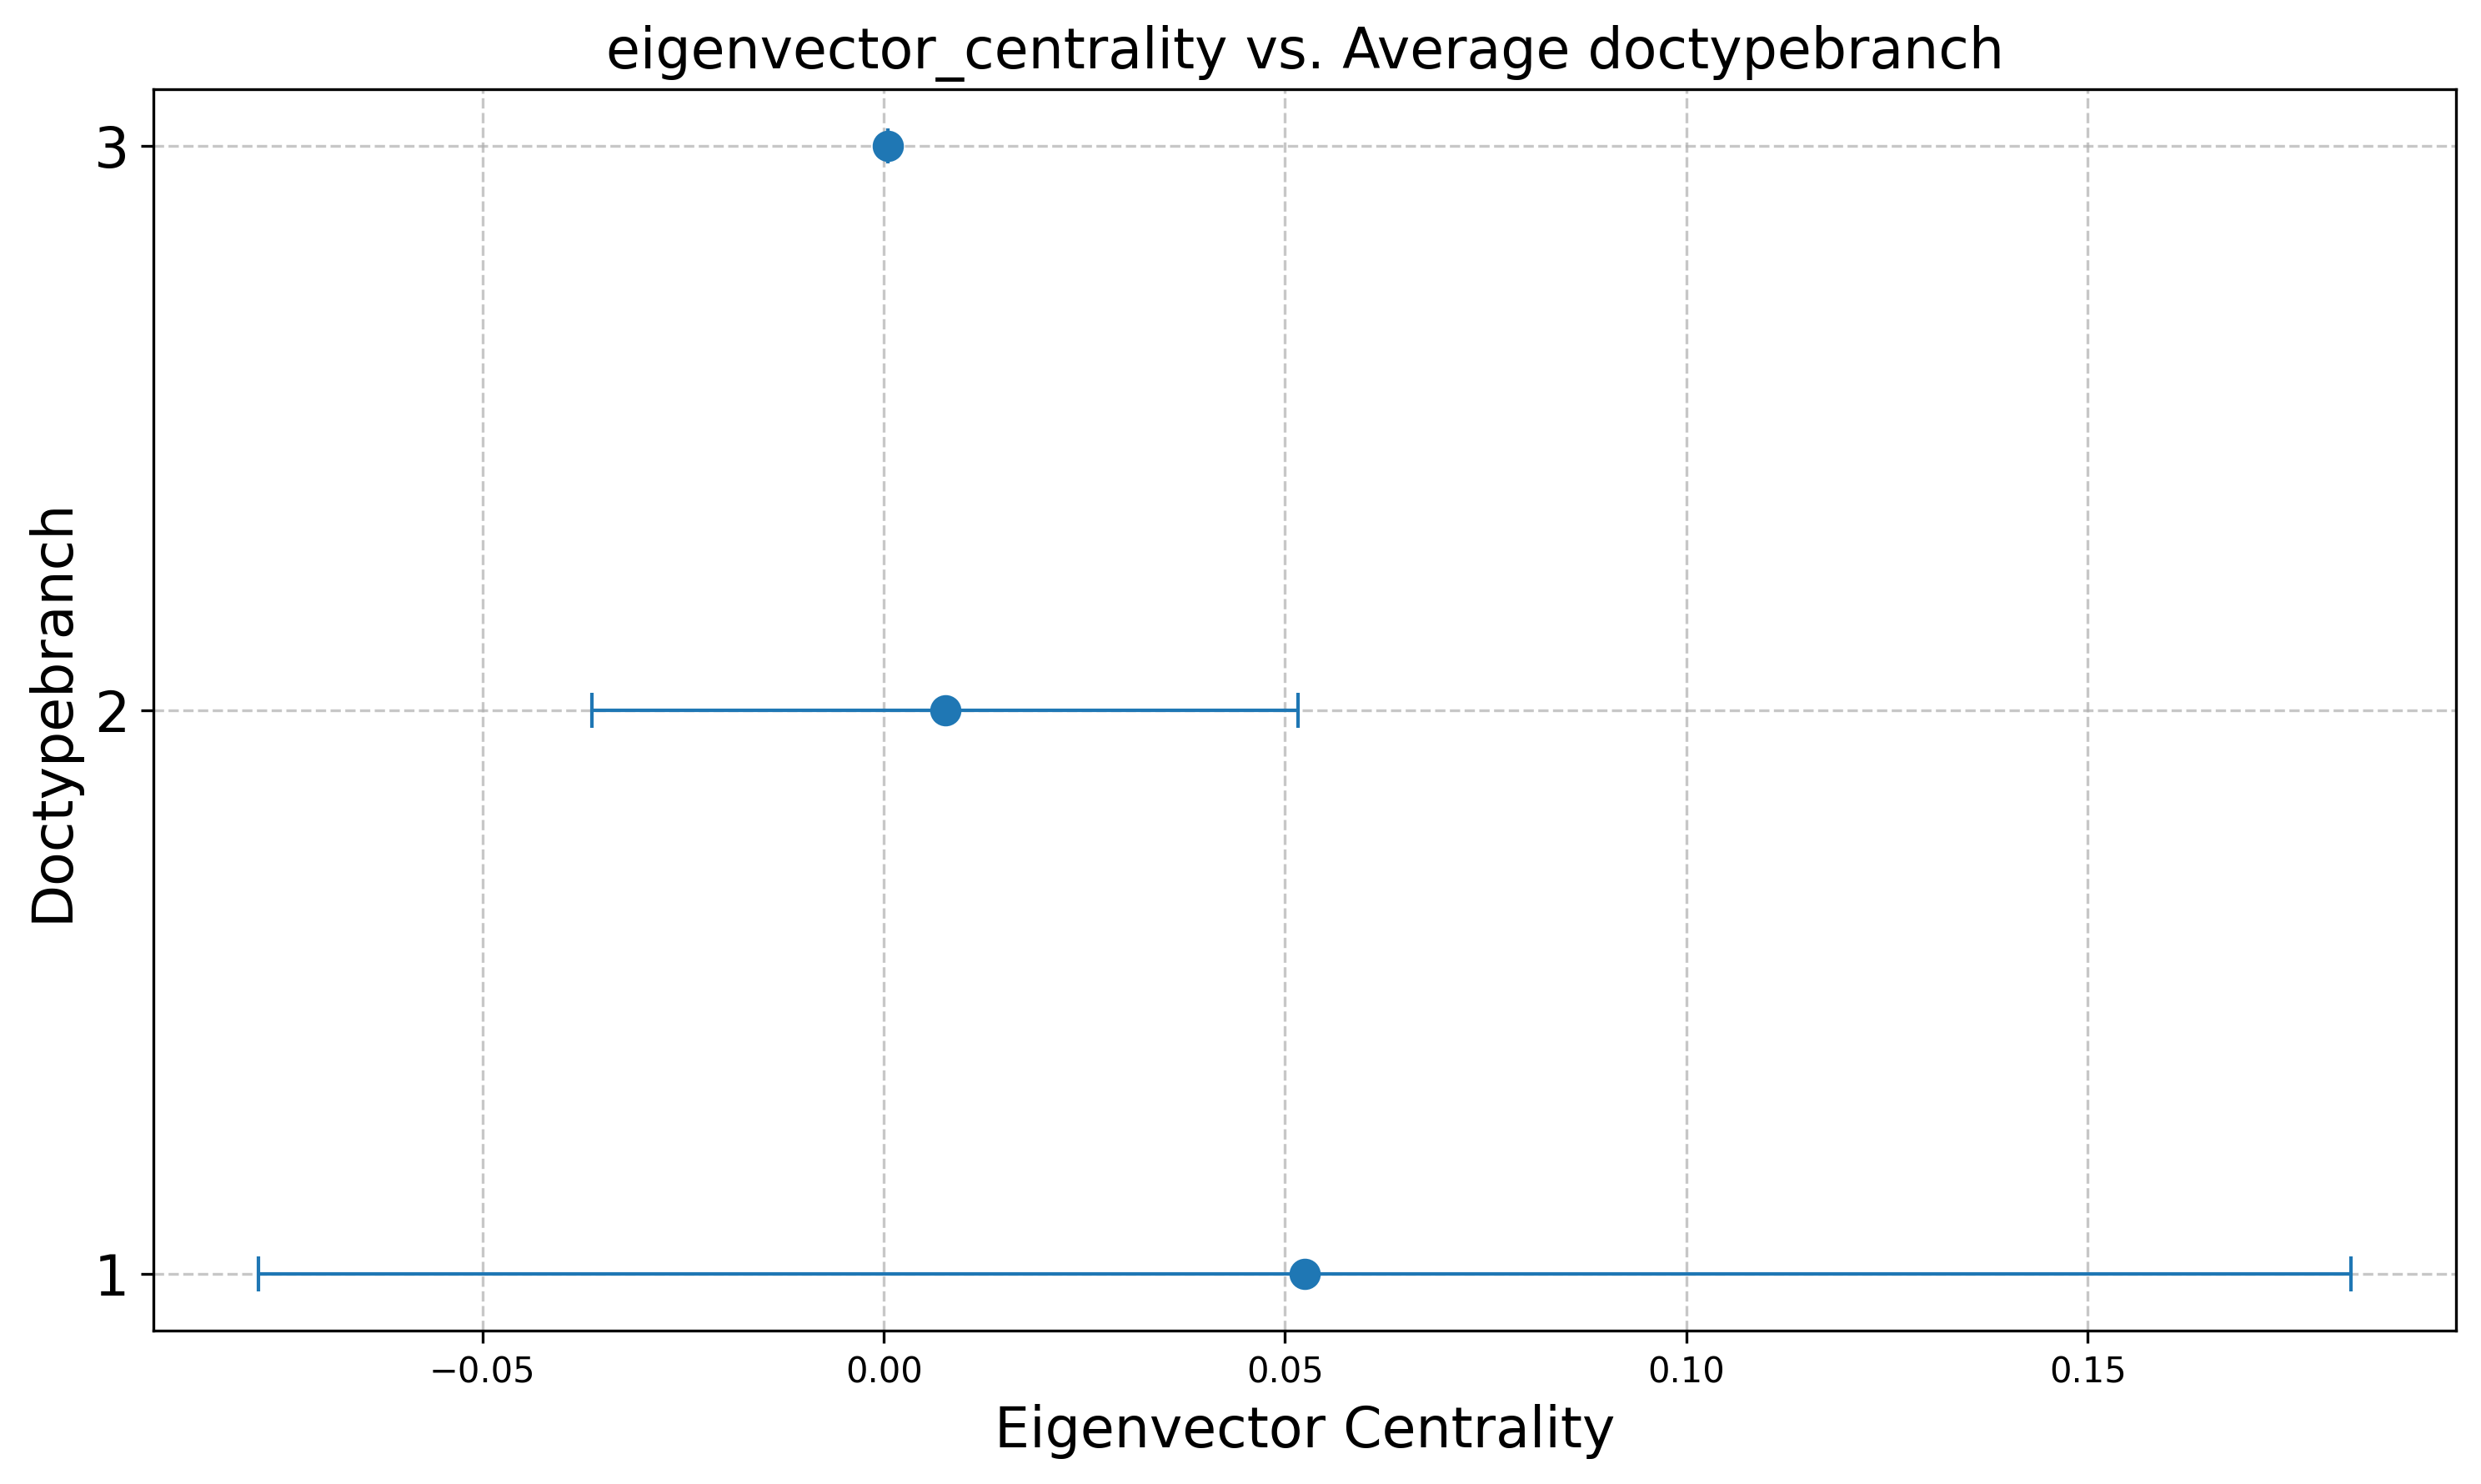 eigenvector_centrality vs. Average doctypebranch
Doctypebranch
3
2
1
−0.05
0.00
0.05
0.10
0.15
Eigenvector Centrality